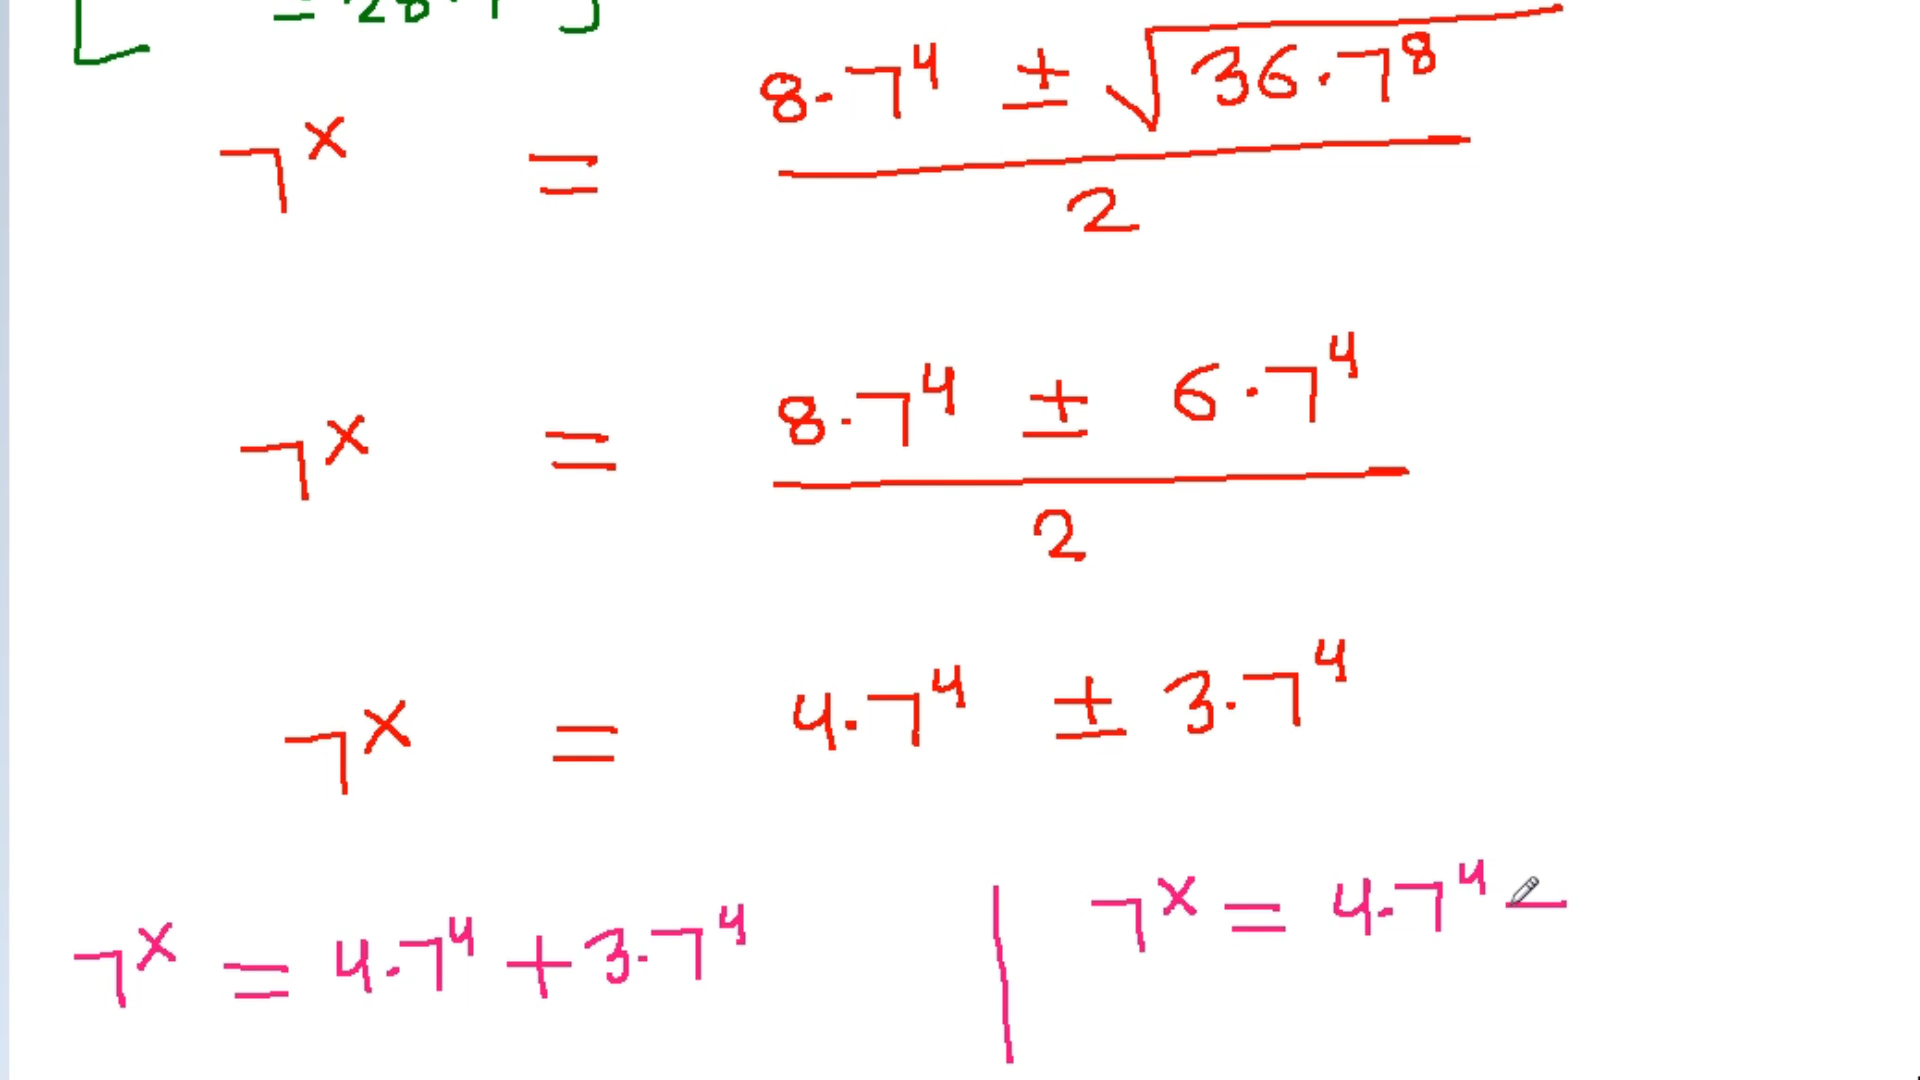 7^x = (8·7^4 ± √(36·7^8)) / 2
7^x = (8·7^4 ± 6·7^4) / 2
7^x = 4·7^4 ± 3·7^4
7^x = 4·7^4 + 3·7^4 | 7^x = 4·7^4 −